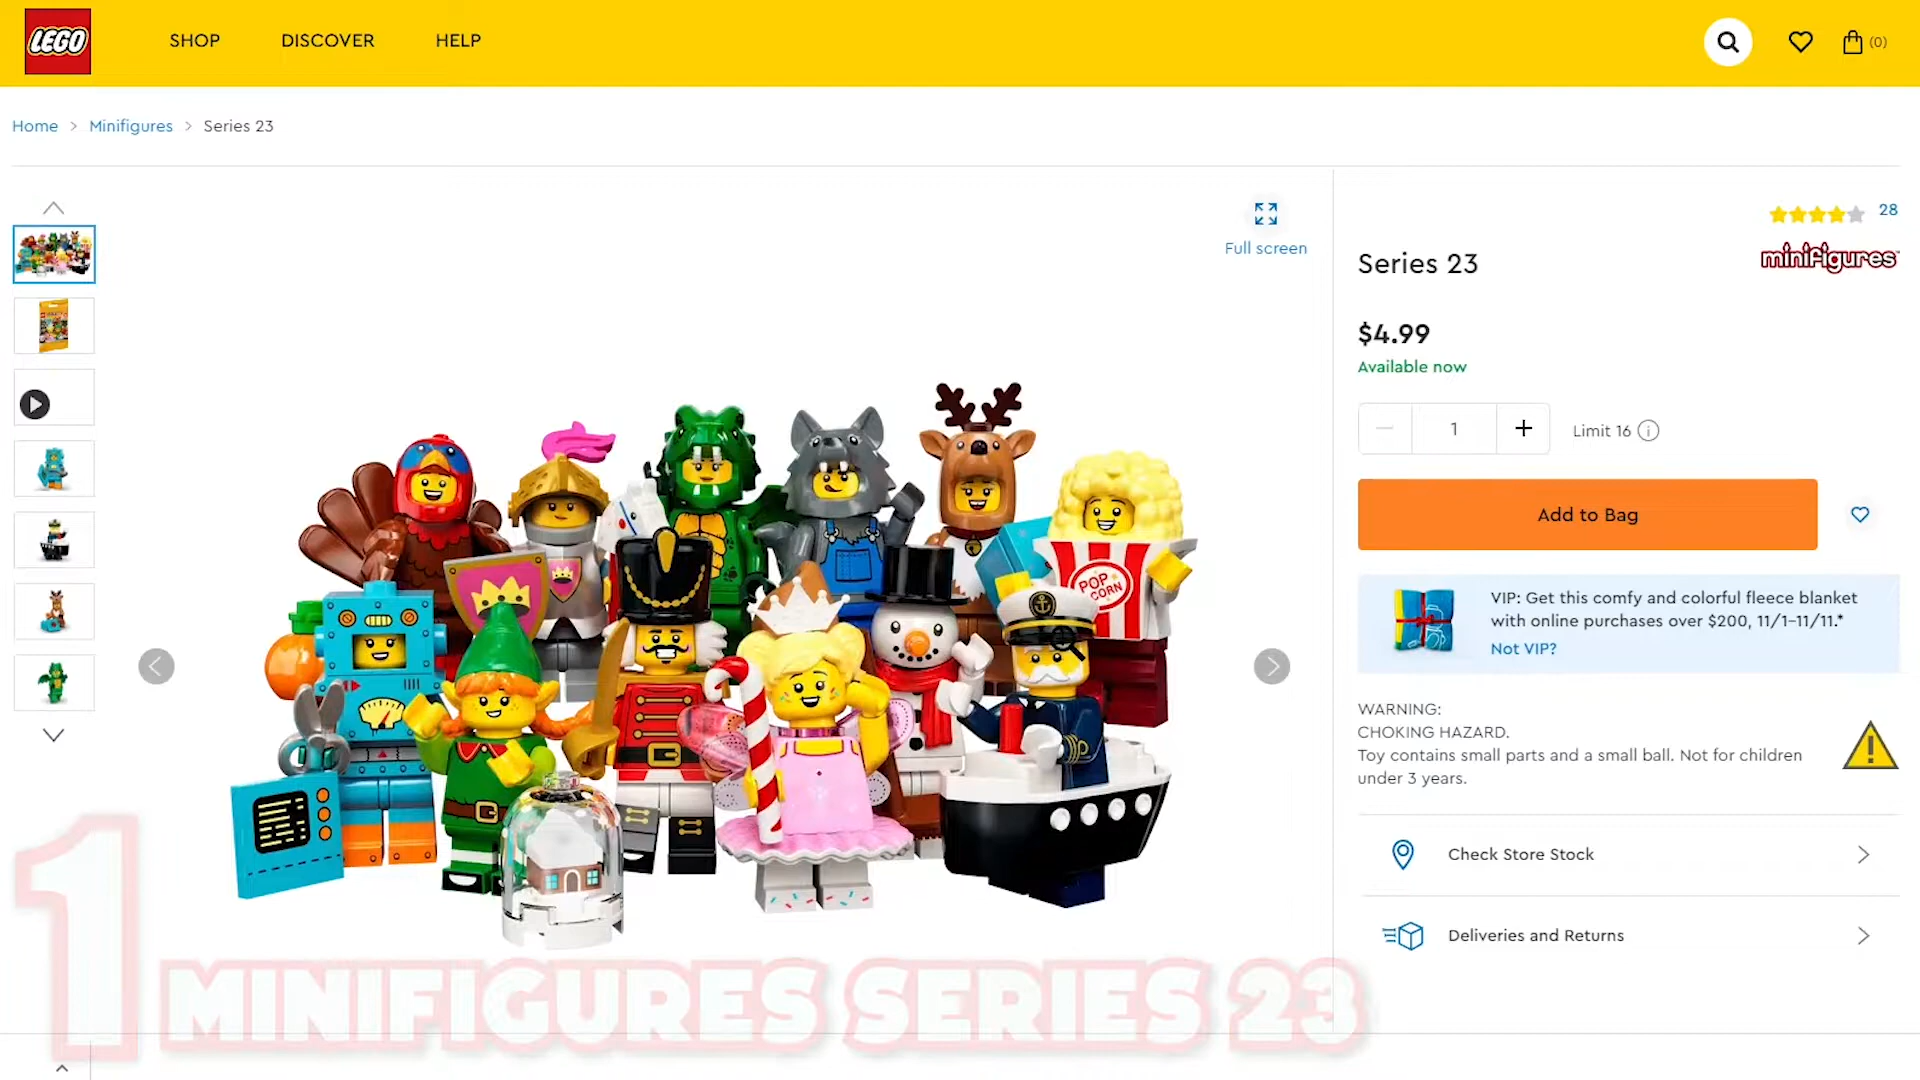 LEGO
SHOP
DISCOVER
HELP
(0)
Home > Minifigures > Series 23
Full screen
28
minifigures
Series 23
$4.99
Available now
1
Limit 16
Add to Bag
VIP: Get this comfy and colorful fleece blanket
with online purchases over $200, 11/1–11/11.*
Not VIP?
WARNING:
CHOKING HAZARD.
Toy contains small parts and a small ball. Not for children
under 3 years.
Check Store Stock
Deliveries and Returns
POP
CORN
1 MINIFIGURES SERIES 23